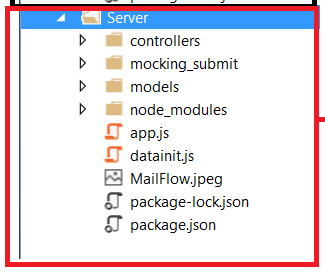 Server
controllers
mocking_submit
models
node_modules
app.js
datainit.js
MailFlow.jpeg
package-lock.json
package.json